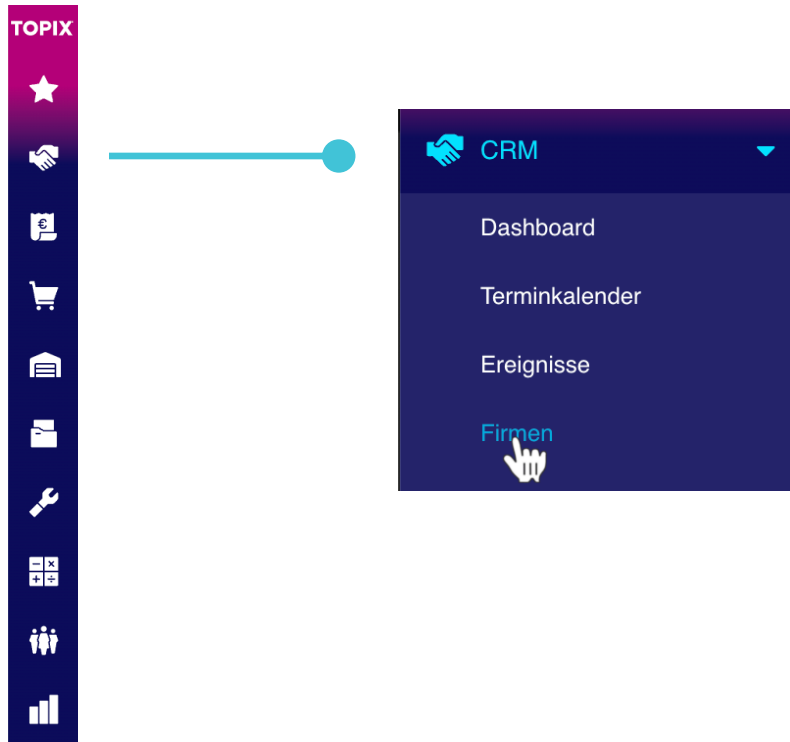 TOPIX
CRM
Dashboard
Terminkalender
Ereignisse
Firmen